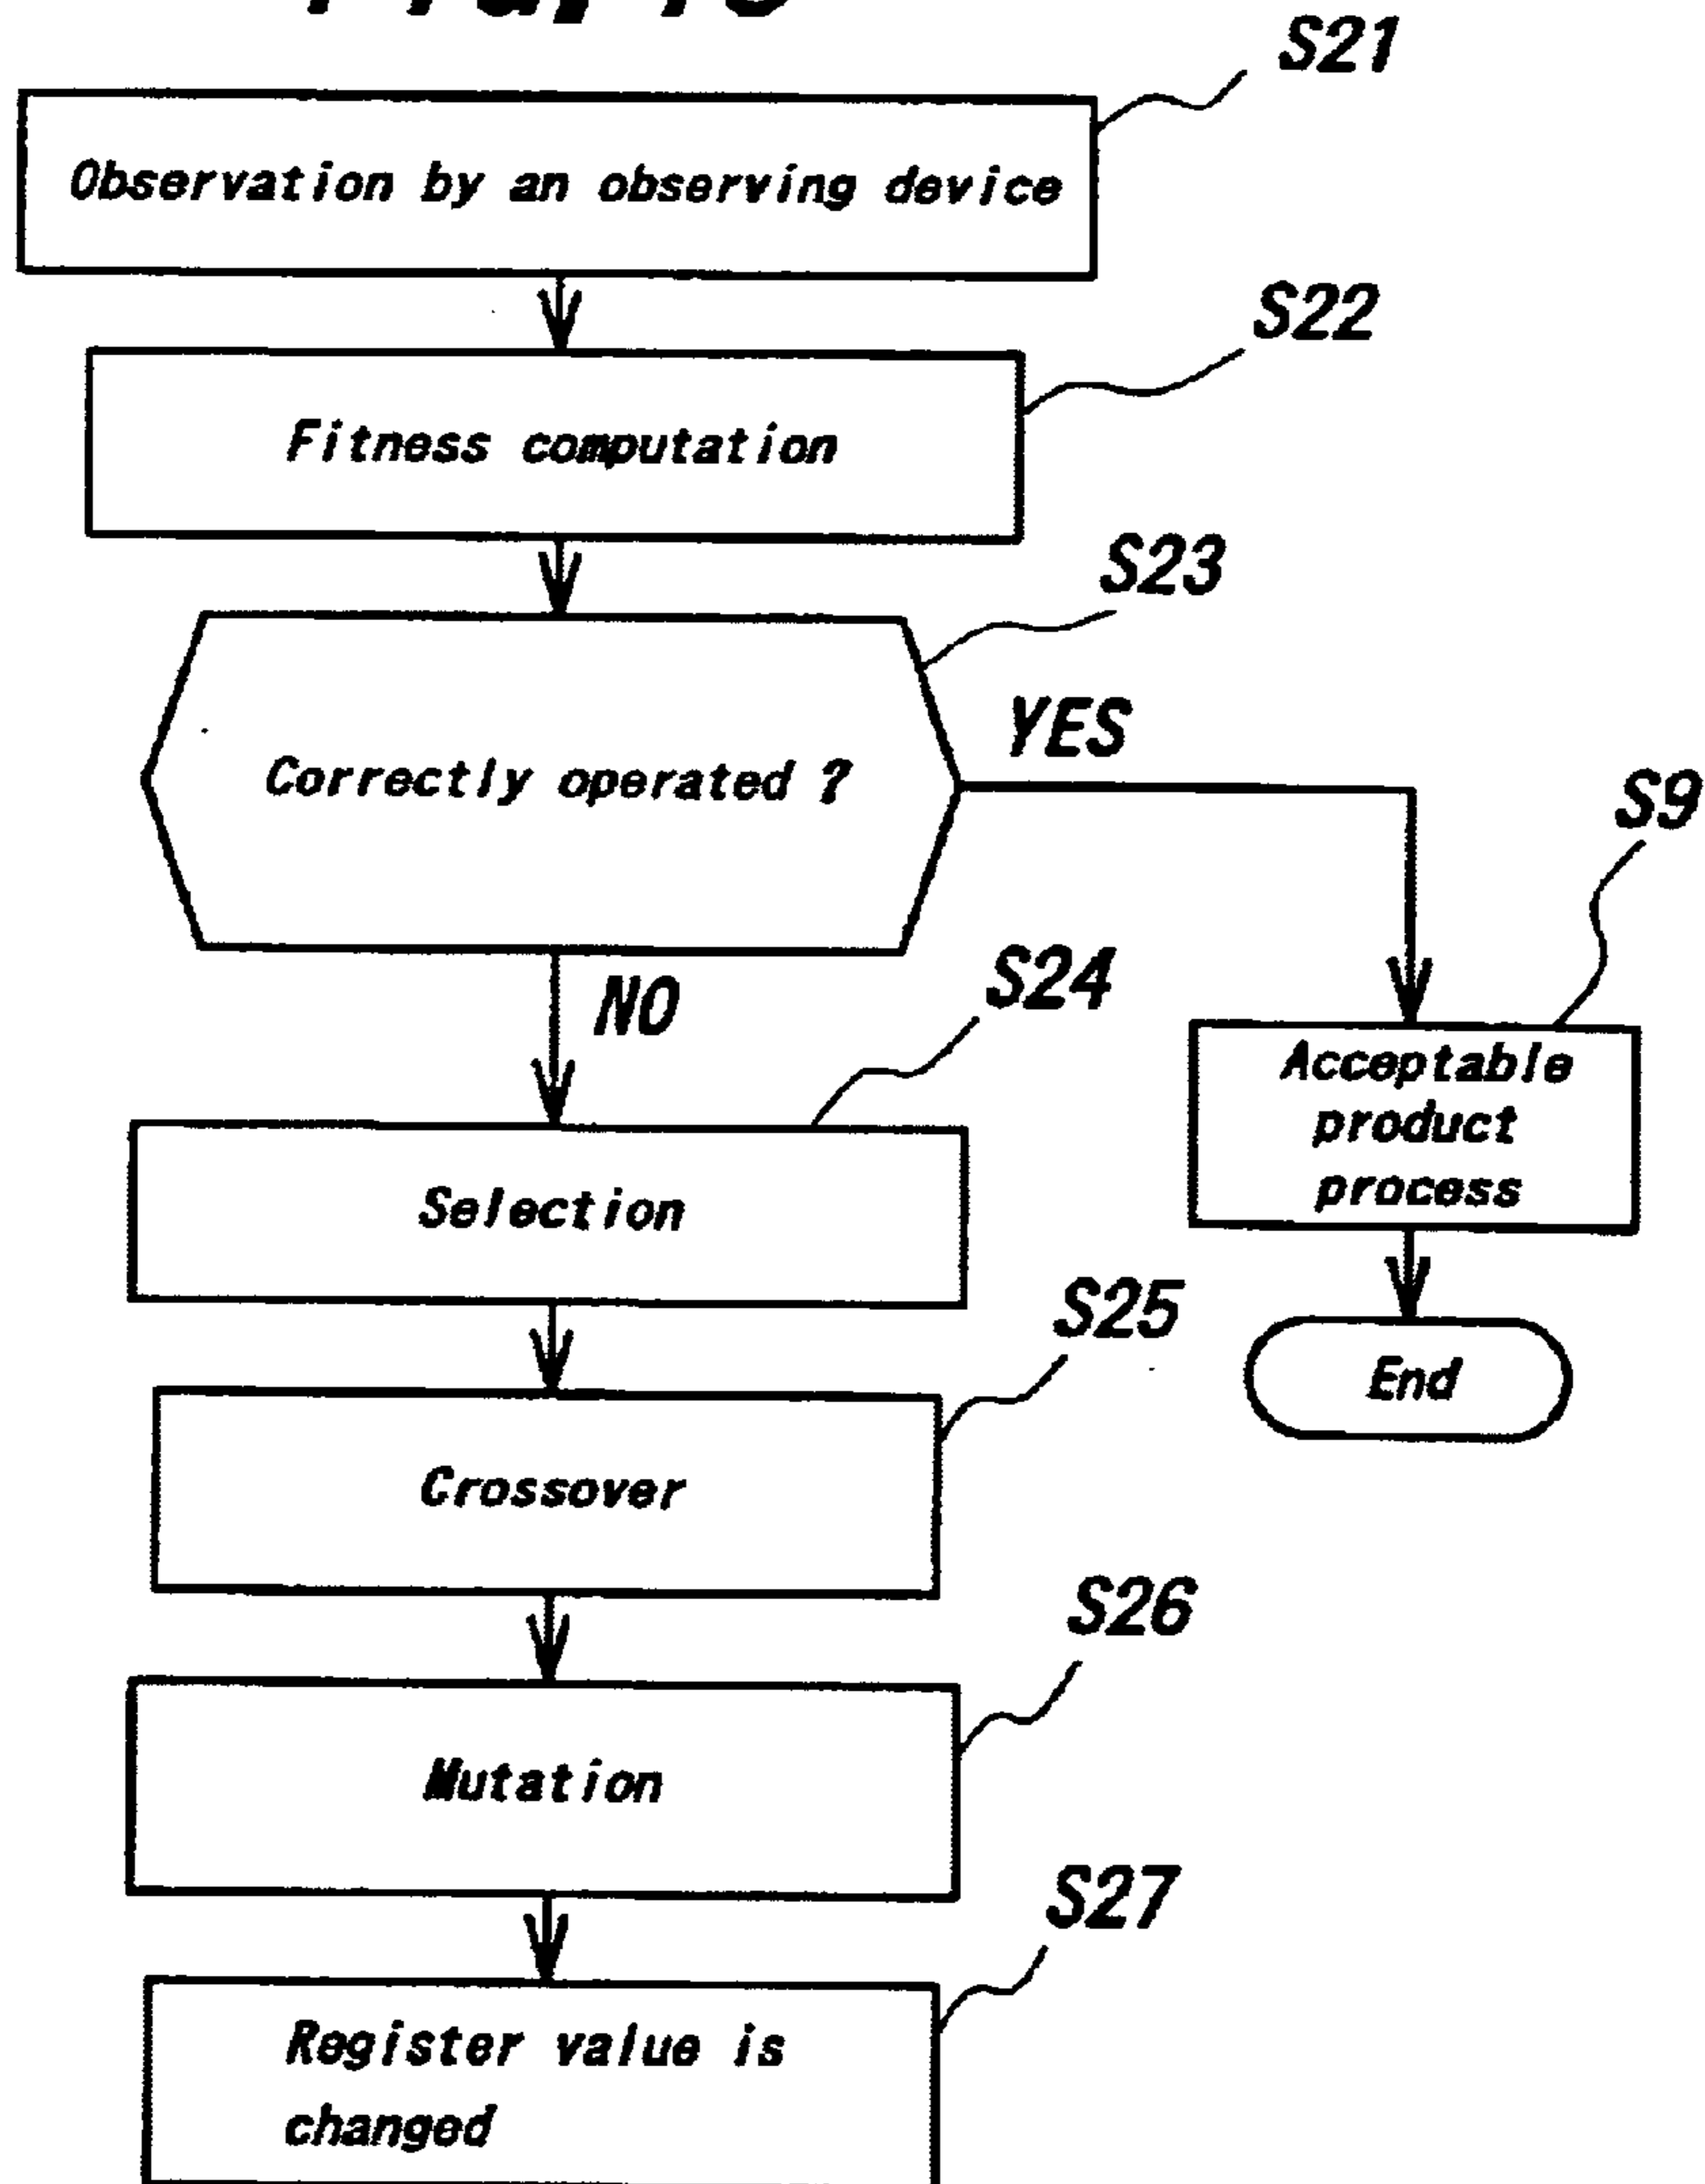 S21
Observation by an observing device
S22
Fitness computation
S23
Correctly operated ?
YES
S9
NO
S24
Acceptable
product
process
Selection
S25
End
Crossover
S26
Mutation
S27
Register value is
changed